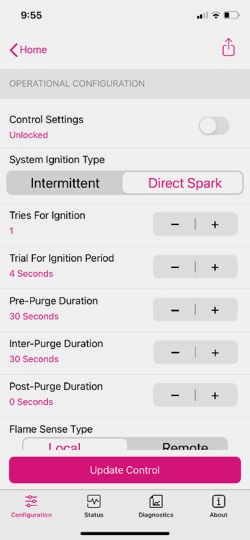 9:55
Home
OPERATIONAL CONFIGURATION
Control Settings
Unlocked
System Ignition Type
Intermittent Direct Spark
Tries For Ignition
1
Trial For Ignition Period
4 Seconds
Pre-Purge Duration
30 Seconds
Inter-Purge Duration
30 Seconds
Post-Purge Duration
0 Seconds
Flame Sense Type
Local Remote
Update Control
Configuration Status Diagnostics About